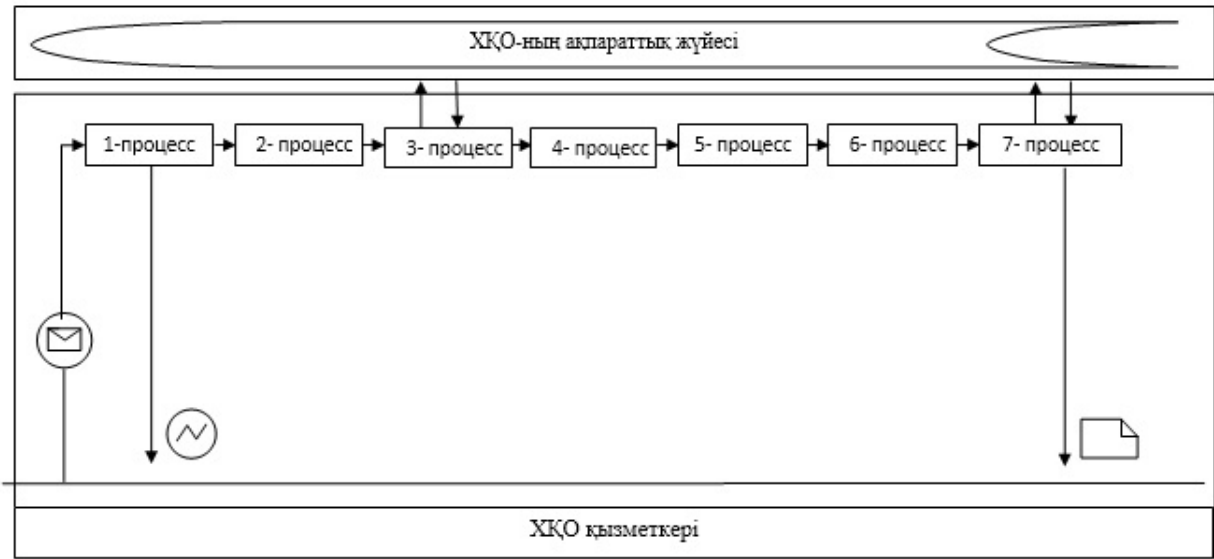 ХҚО-ның ақпараттық жүйесі
1-процесс
2- процесс
3- процесс
4- процесс
5- процесс
6- процесс
7- процесс
ХҚО қызметкері